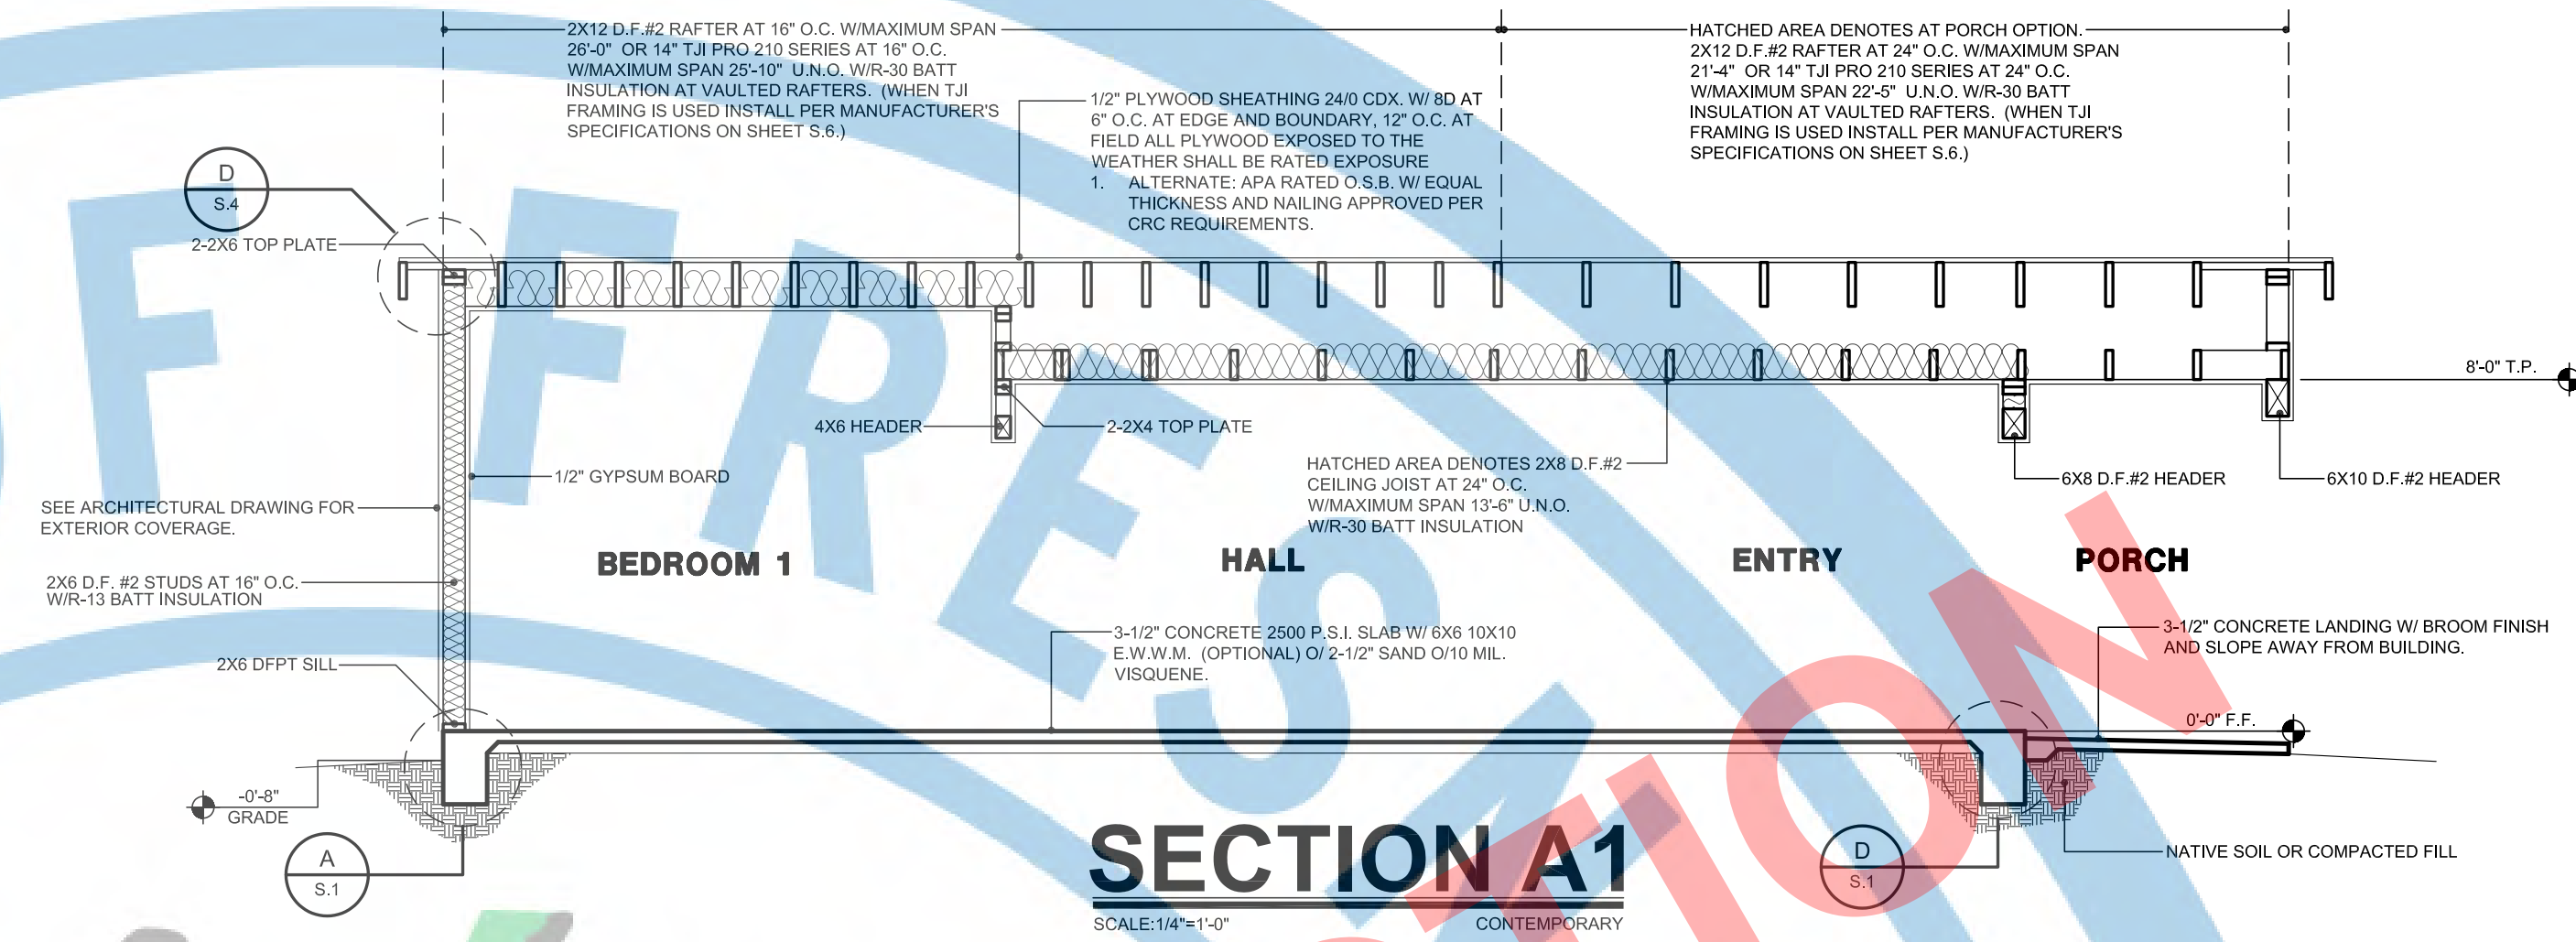 2X12 D.F.#2 RAFTER AT 16" O.C. W/MAXIMUM SPAN
26'-0" OR 14" TJI PRO 210 SERIES AT 16" O.C.
W/MAXIMUM SPAN 25'-10" U.N.O. W/R-30 BATT
INSULATION AT VAULTED RAFTERS. (WHEN TJI
FRAMING IS USED INSTALL PER MANUFACTURER'S
SPECIFICATIONS ON SHEET S.6.)
1/2" PLYWOOD SHEATHING 24/0 CDX. W/ 8D AT
6" O.C. AT EDGE AND BOUNDARY, 12" O.C. AT
FIELD ALL PLYWOOD EXPOSED TO THE
WEATHER SHALL BE RATED EXPOSURE
1. ALTERNATE: APA RATED O.S.B. W/ EQUAL
THICKNESS AND NAILING APPROVED PER
CRC REQUIREMENTS.
HATCHED AREA DENOTES AT PORCH OPTION.
2X12 D.F.#2 RAFTER AT 24" O.C. W/MAXIMUM SPAN
21'-4" OR 14" TJI PRO 210 SERIES AT 24" O.C.
W/MAXIMUM SPAN 22'-5" U.N.O. W/R-30 BATT
INSULATION AT VAULTED RAFTERS. (WHEN TJI
FRAMING IS USED INSTALL PER MANUFACTURER'S
SPECIFICATIONS ON SHEET S.6.)
D
S.4
2-2X6 TOP PLATE
8'-0" T.P.
4X6 HEADER
2-2X4 TOP PLATE
1/2" GYPSUM BOARD
HATCHED AREA DENOTES 2X8 D.F.#2
CEILING JOIST AT 24" O.C.
W/MAXIMUM SPAN 13'-6" U.N.O.
W/R-30 BATT INSULATION
6X8 D.F.#2 HEADER
6X10 D.F.#2 HEADER
SEE ARCHITECTURAL DRAWING FOR
EXTERIOR COVERAGE.
BEDROOM 1
HALL
ENTRY
PORCH
2X6 D.F. #2 STUDS AT 16" O.C.
W/R-13 BATT INSULATION
3-1/2" CONCRETE 2500 P.S.I. SLAB W/ 6X6 10X10
E.W.W.M. (OPTIONAL) O/ 2-1/2" SAND O/10 MIL.
VISQUENE.
3-1/2" CONCRETE LANDING W/ BROOM FINISH
AND SLOPE AWAY FROM BUILDING.
2X6 DFPT SILL
0'-0" F.F.
-0'-8"
GRADE
A
S.1
D
S.1
NATIVE SOIL OR COMPACTED FILL
SECTION A1
SCALE:1/4"=1'-0"
CONTEMPORARY
OF FRES
TION